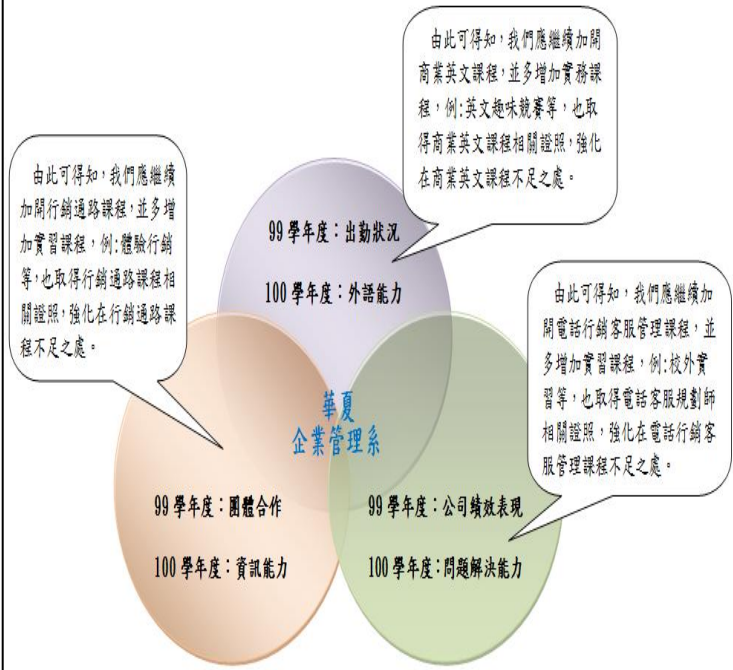 由此可得知，我們應繼續加開
商業英文課程，並多增加實務課
程，例:英文趣味競賽等，也取
得商業英文課程相關證照，強化
在商業英文課程不足之處。
由此可得知，我們應繼續
加開行銷通路課程，並多增
加實習課程，例:體驗行銷
等，也取得行銷通路課程相
關證照，強化在行銷通路課
程不足之處。
99 學年度：出勤狀況
100 學年度：外語能力
由此可得知，我們應繼續加
開電話行銷客服管理課程，並
多增加實習課程，例:校外實
習等，也取得電話客服規劃師
相關證照，強化在電話行銷客
服管理課程不足之處。
華夏
企業管理系
99 學年度：團體合作
100 學年度：資訊能力
99 學年度：公司績效表現
100 學年度：問題解決能力